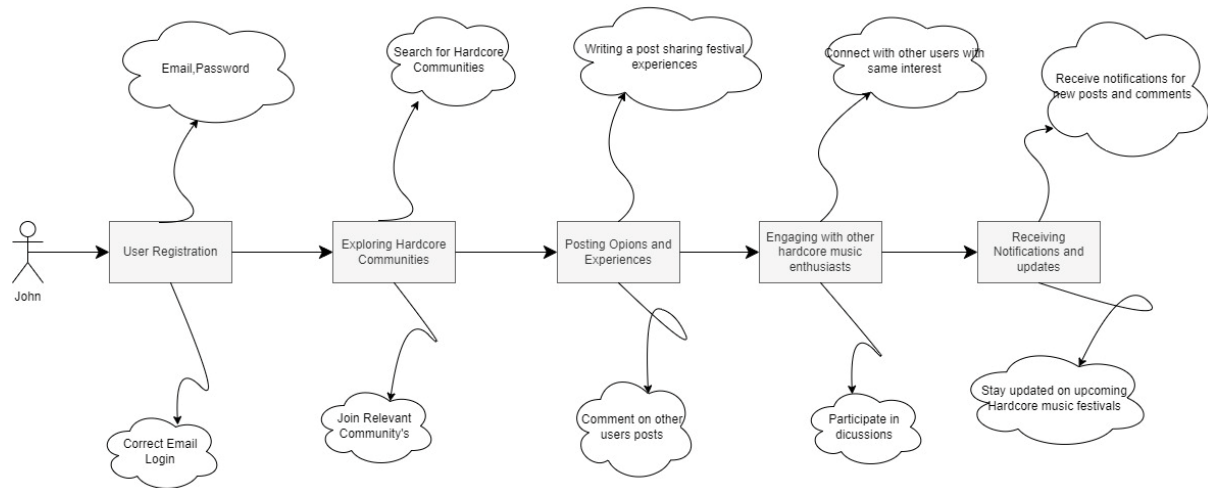 Email,Password
Search for Hardcore
Communities
Writing a post sharing festival
experiences
Connect with other users with
same interest
Receive notifications for
new posts and comments
John
User Registration
Exploring Hardcore
Communities
Posting Opions and
Experiences
Engaging with other
hardcore music
enthusiasts
Receiving
Notifications and
updates
Correct Email
Login
Join Relevant
Community's
Comment on other
users posts
Participate in
dicussions
Stay updated on upcoming
Hardcore music festivals